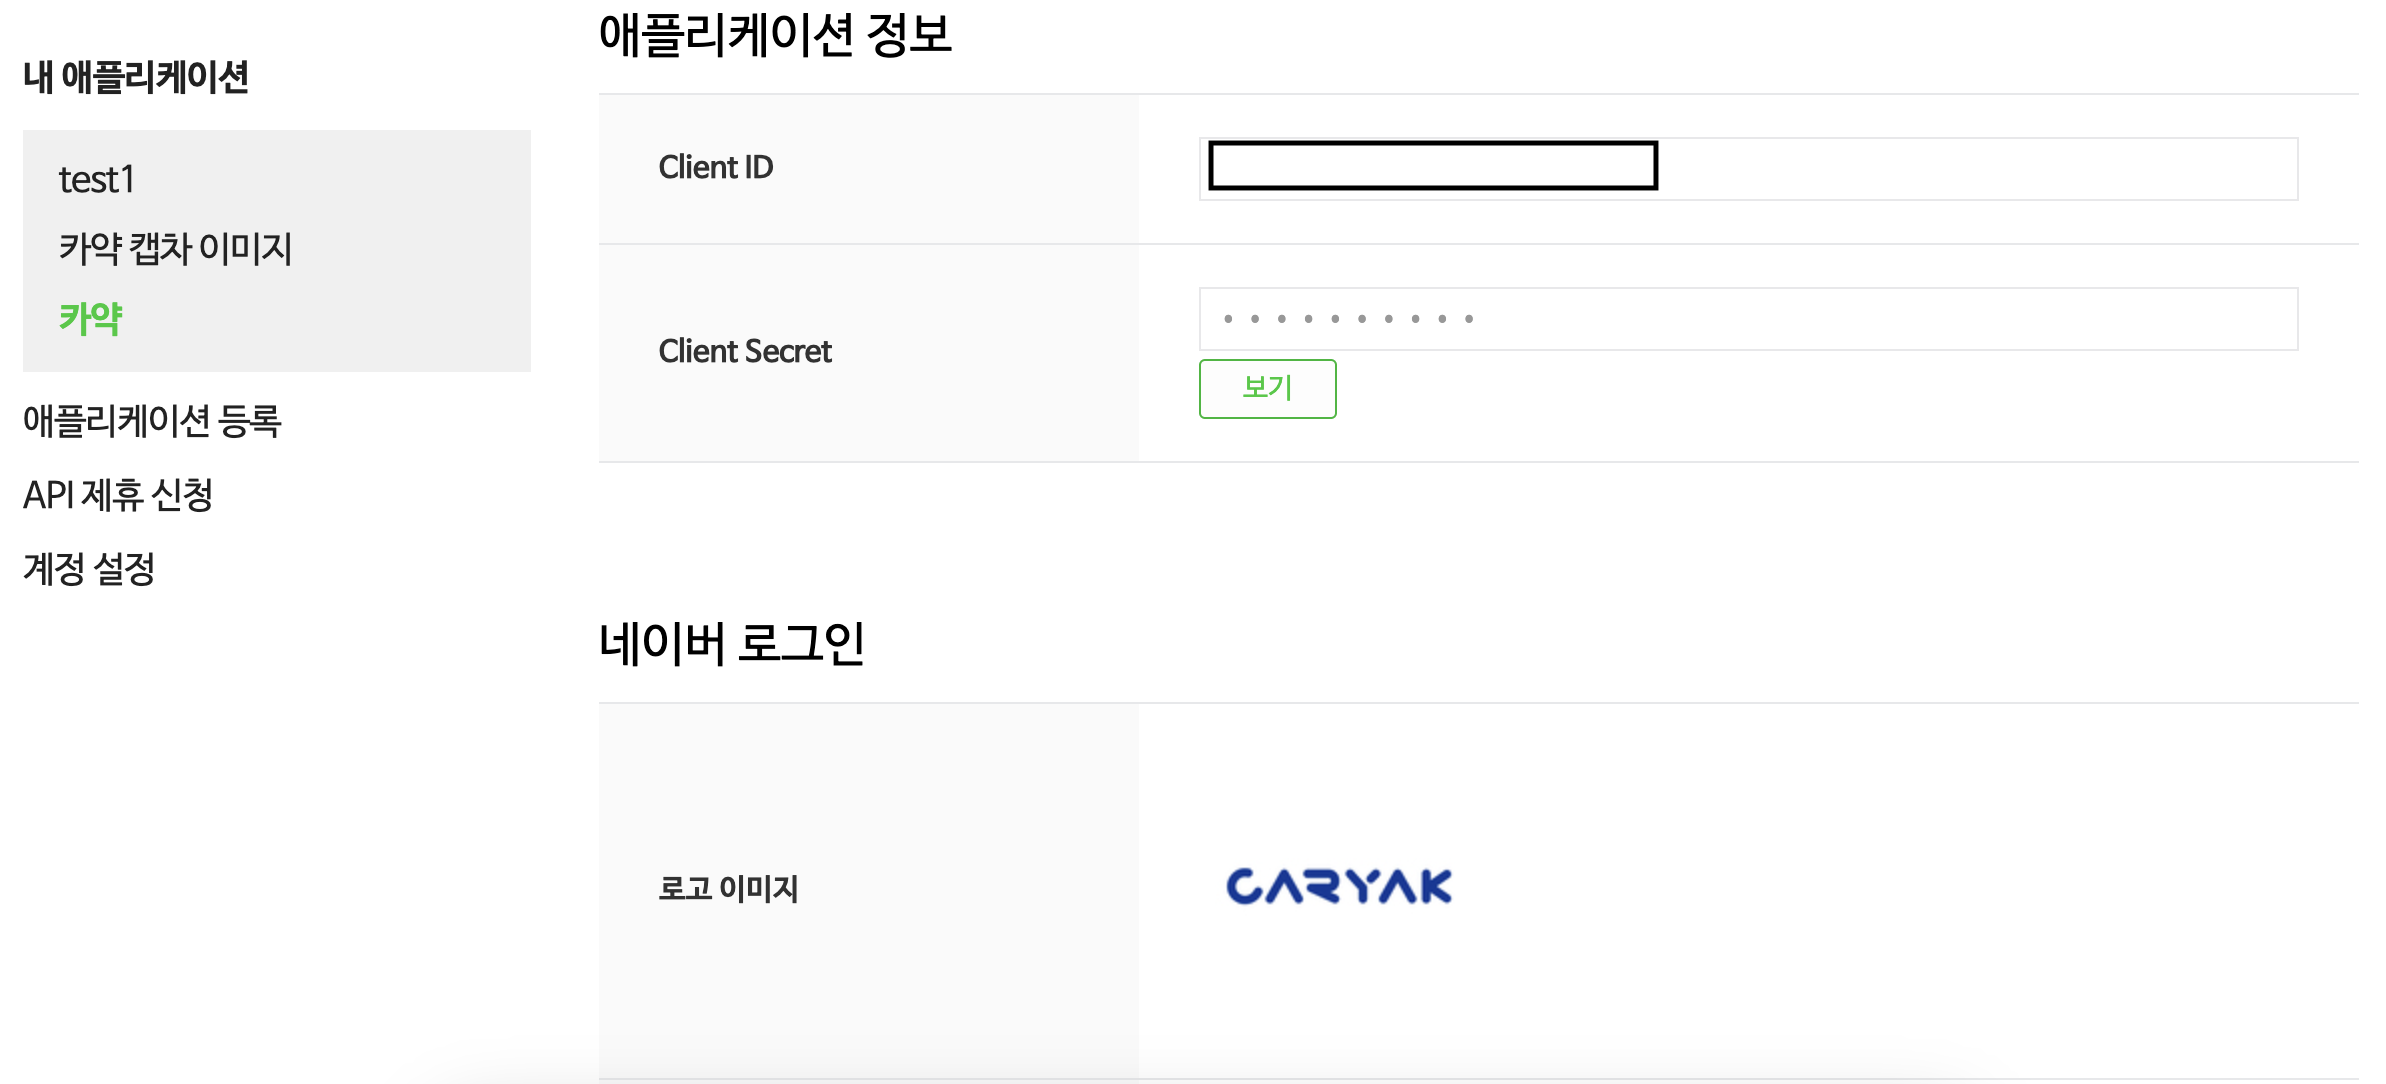 내 애플리케이션
test1
카약 캡차 이미지
카약
애플리케이션 등록
API 제휴 신청
계정 설정
애플리케이션 정보
Client ID
Client Secret
보기
네이버 로그인
로고 이미지
CARYAK